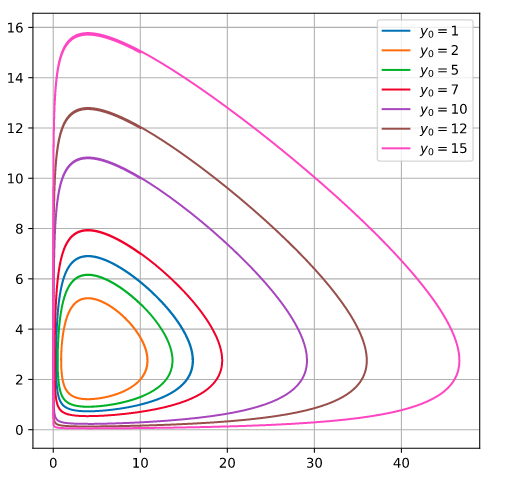 16
14
12
10
8
6
4
2
0
0 10 20 30 40
y₀ = 1
y₀ = 2
y₀ = 5
y₀ = 7
y₀ = 10
y₀ = 12
y₀ = 15